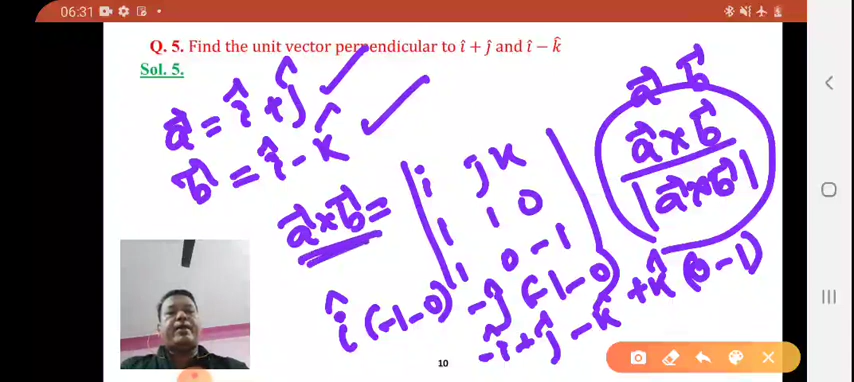 06:31
Q. 5. Find the unit vector perpendicular to î + ĵ and î − k̂
Sol. 5.
a⃗ = î + ĵ
b⃗ = î − k̂
a⃗ b⃗
a⃗ × b⃗
|a⃗ × b⃗|
a⃗ × b⃗ =
i j k
1 1 0
1 0 −1
î (−1−0) − ĵ (−1−0) + k̂ (0−1)
−î + ĵ − k̂
10